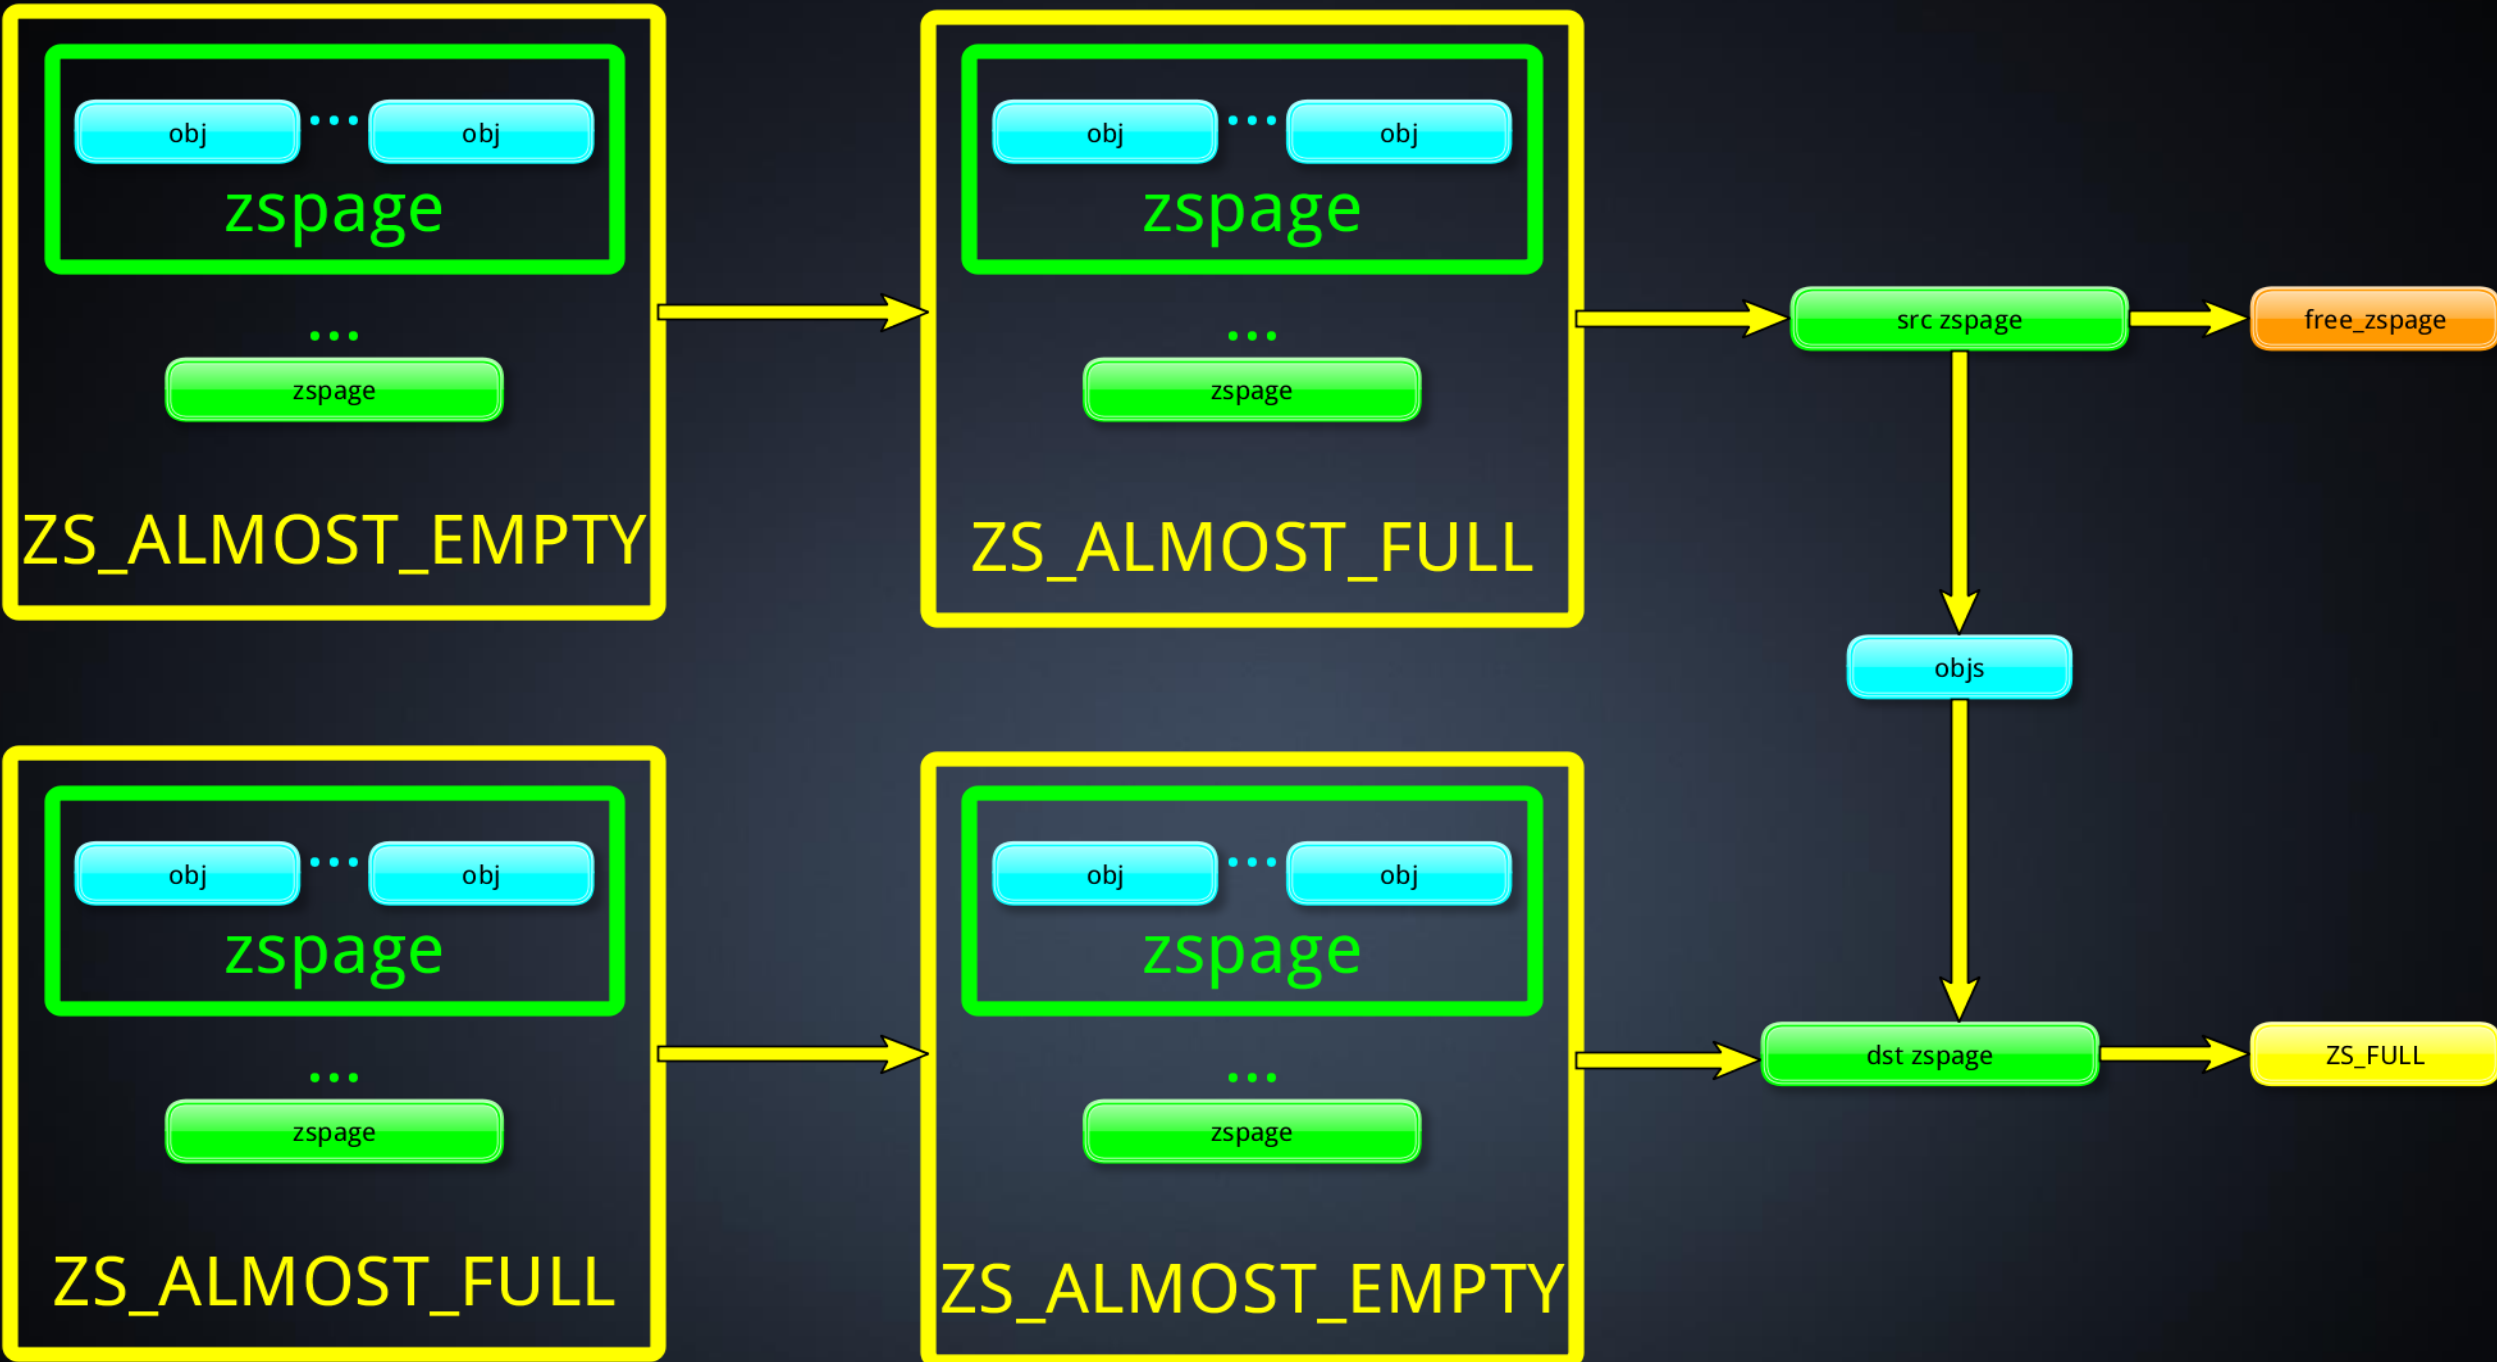 obj ... obj
zspage
...
zspage
ZS_ALMOST_EMPTY
obj ... obj
zspage
...
zspage
ZS_ALMOST_FULL
src zspage
free_zspage
objs
obj ... obj
zspage
...
zspage
ZS_ALMOST_FULL
obj ... obj
zspage
...
zspage
ZS_ALMOST_EMPTY
dst zspage
ZS_FULL